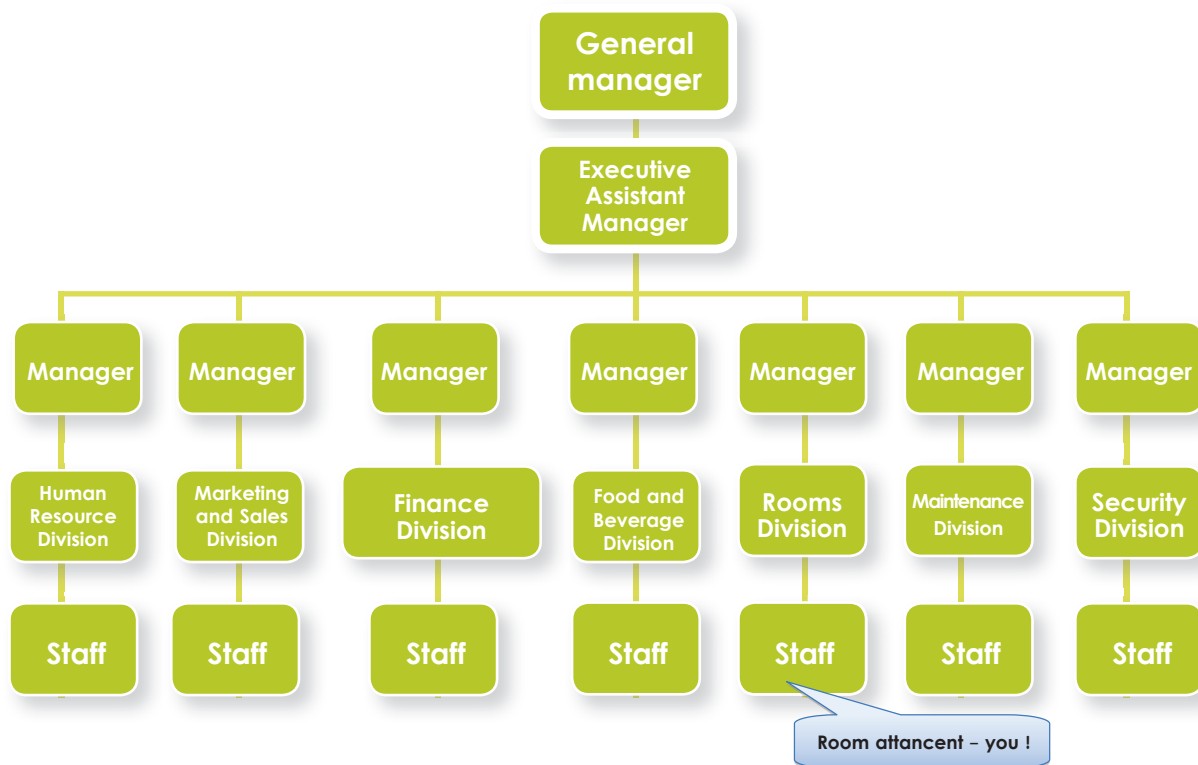 General
manager
Executive
Assistant
Manager
Manager
Manager
Manager
Manager
Manager
Manager
Manager
Human
Resource
Division
Marketing
and Sales
Division
Finance
Division
Food and
Beverage
Division
Rooms
Division
Maintenance
Division
Security
Division
Staff
Staff
Staff
Staff
Staff
Staff
Staff
Room attancent – you !